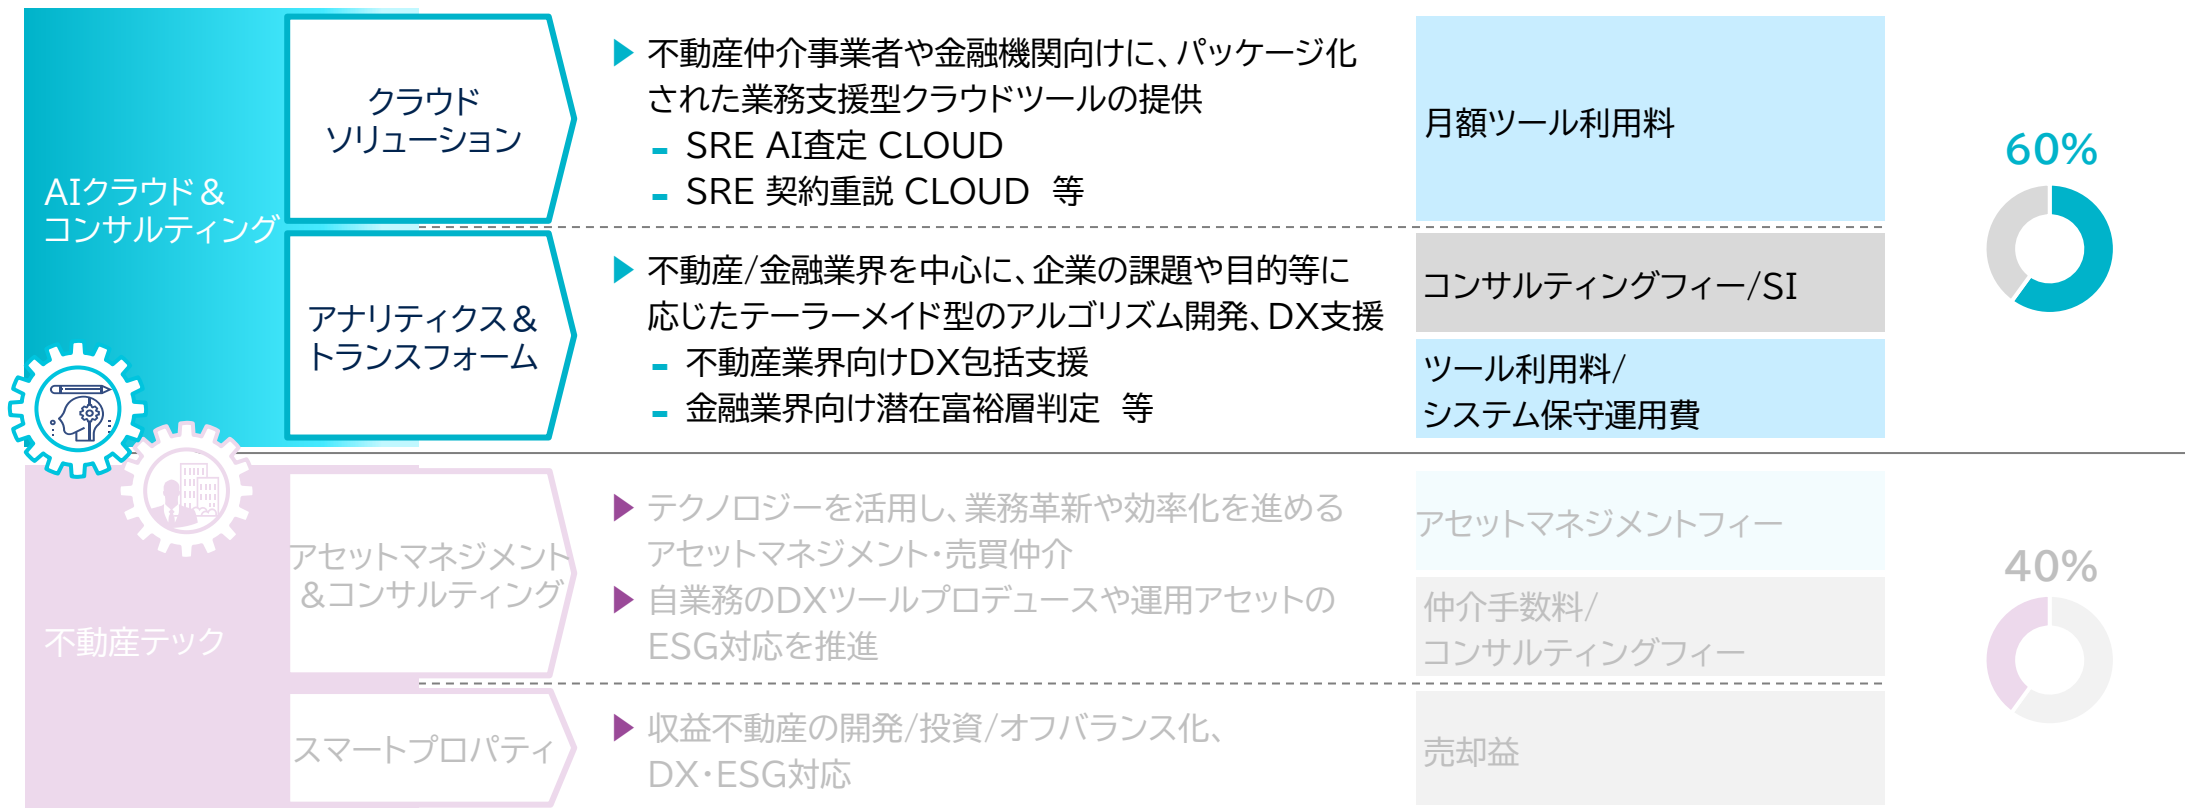 AIクラウド＆
コンサルティング
クラウド
ソリューション
不動産仲介事業者や金融機関向けに、パッケージ化
された業務支援型クラウドツールの提供
- SRE AI査定 CLOUD
- SRE 契約重説 CLOUD 等
月額ツール利用料
60%
アナリティクス＆
トランスフォーム
不動産/金融業界を中心に、企業の課題や目的等に
応じたテーラーメイド型のアルゴリズム開発、DX支援
- 不動産業界向けDX包括支援
- 金融業界向け潜在富裕層判定 等
コンサルティングフィー/SI
ツール利用料/
システム保守運用費
不動産テック
アセットマネジメント
＆コンサルティング
テクノロジーを活用し、業務革新や効率化を進める
アセットマネジメント・売買仲介
自業務のDXツールプロデュースや運用アセットの
ESG対応を推進
アセットマネジメントフィー
仲介手数料/
コンサルティングフィー
40%
スマートプロパティ
収益不動産の開発/投資/オフバランス化、
DX・ESG対応
売却益